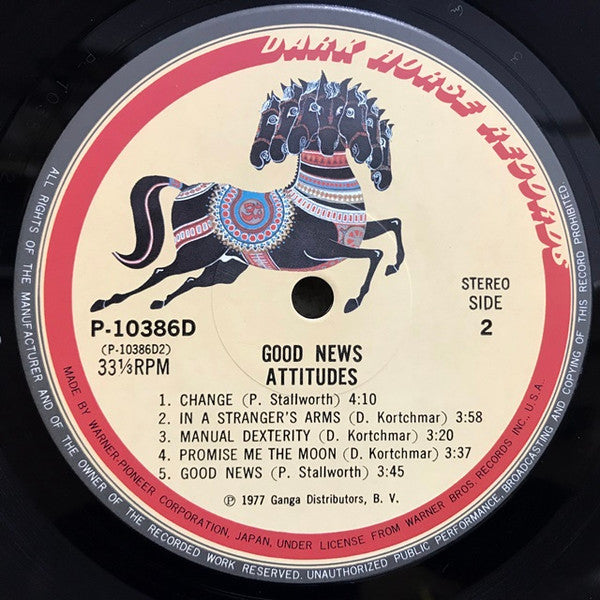 DARK HORSE RECORDS
STEREO
SIDE
2
P-10386D
(P-10386D2)
33⅓RPM
GOOD NEWS
ATTITUDES
1. CHANGE (P. Stallworth) 4:10
2. IN A STRANGER'S ARMS (D. Kortchmar) 3:58
3. MANUAL DEXTERITY (D. Kortchmar) 3:20
4. PROMISE ME THE MOON (D. Kortchmar) 3:37
5. GOOD NEWS (P. Stallworth) 3:45
Ⓟ 1977 Ganga Distributors, B. V.
MADE BY WARNER-PIONEER CORPORATION, JAPAN, UNDER LICENSE FROM WARNER BROS. RECORDS INC., U.S.A.
ALL RIGHTS OF THE MANUFACTURER AND OF THE OWNER OF THE RECORDED WORK RESERVED. UNAUTHORIZED PUBLIC PERFORMANCE, BROADCASTING AND COPYING OF THIS RECORD PROHIBITED.